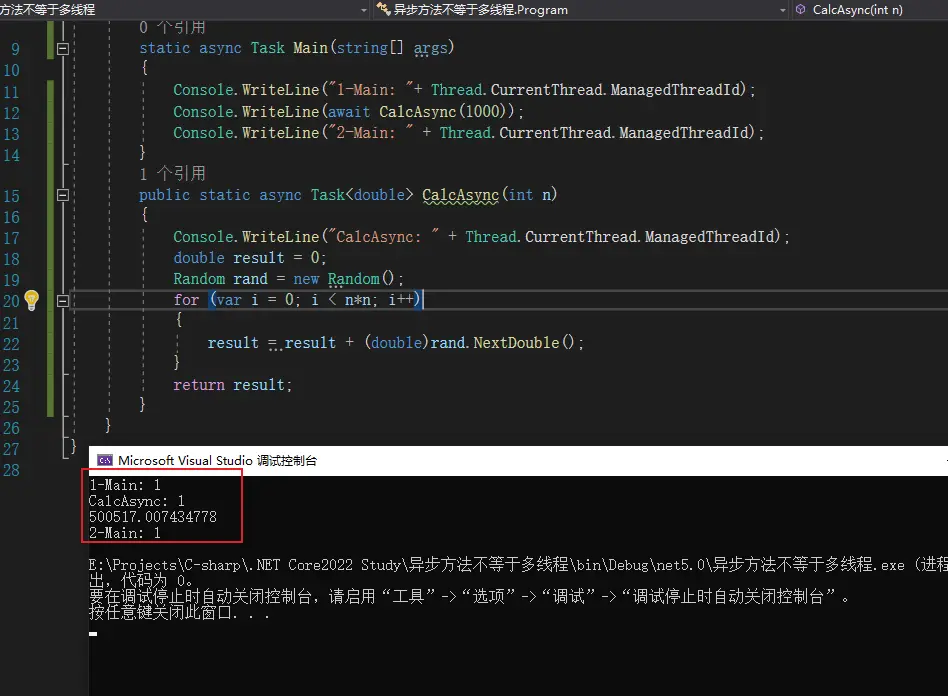 方法不等于多线程 异步方法不等于多线程.Program CalcAsync(int n)
0 个引用
9 static async Task Main(string[] args)
10 {
11 Console.WriteLine("1-Main: "+ Thread.CurrentThread.ManagedThreadId);
12 Console.WriteLine(await CalcAsync(1000));
13 Console.WriteLine("2-Main: " + Thread.CurrentThread.ManagedThreadId);
14 }
1 个引用
15 public static async Task<double> CalcAsync(int n)
16 {
17 Console.WriteLine("CalcAsync: " + Thread.CurrentThread.ManagedThreadId);
18 double result = 0;
19 Random rand = new Random();
20 for (var i = 0; i < n*n; i++)
21 {
22 result = result + (double)rand.NextDouble();
23 }
24 return result;
25 }
26 }
27 }
28
Microsoft Visual Studio 调试控制台
1-Main: 1
CalcAsync: 1
500517.007434778
2-Main: 1
E:\Projects\C-sharp\.NET Core2022 Study\异步方法不等于多线程\bin\Debug\net5.0\异步方法不等于多线程.exe (进程
出，代码为 0。
要在调试停止时自动关闭控制台，请启用“工具”->“选项”->“调试”->“调试停止时自动关闭控制台”。
按任意键关闭此窗口. . .